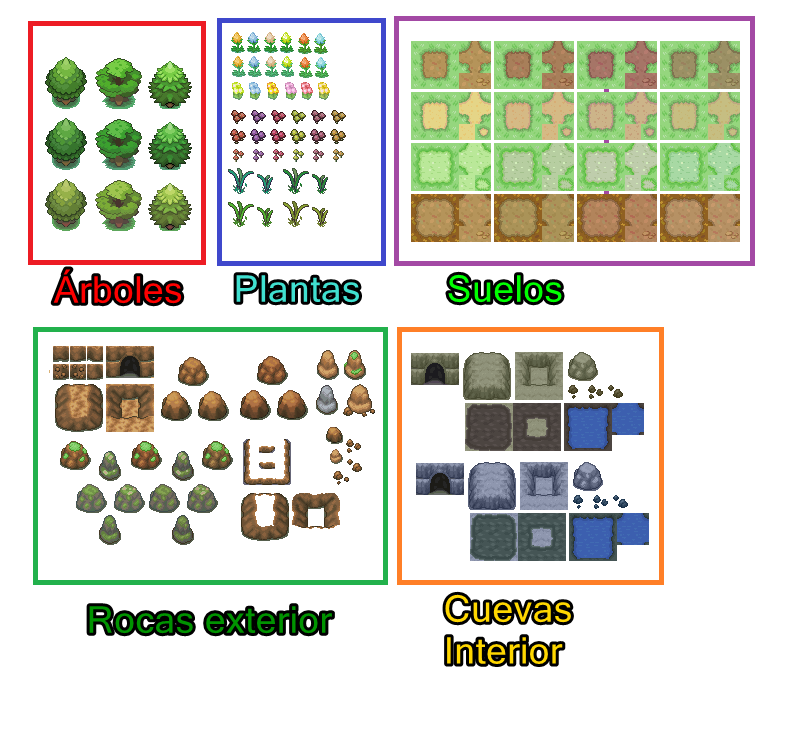 Árboles
Plantas
Suelos
Rocas exterior
Cuevas
Interior